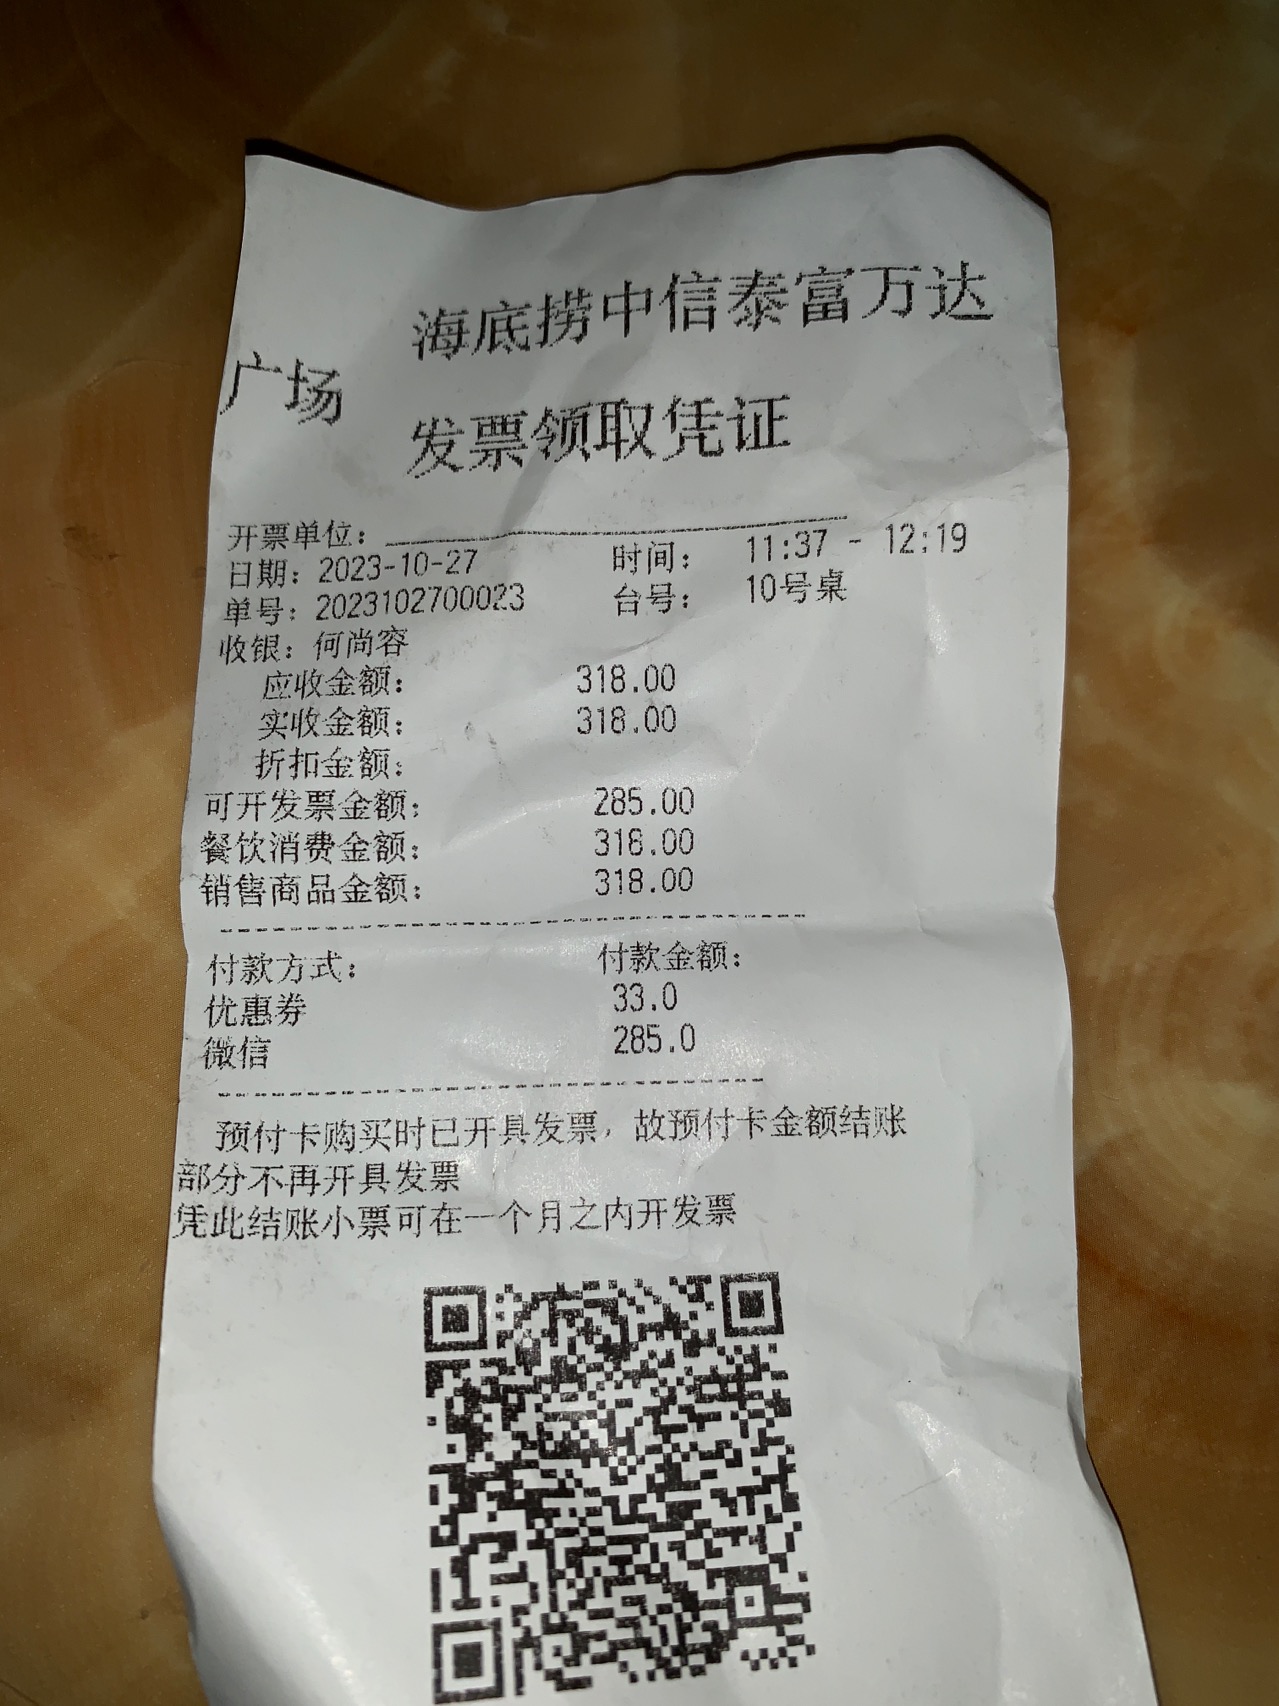 海底捞中信泰富万达
广场
发票领取凭证
开票单位：
日期：2023-10-27 时间： 11:37 - 12:19
单号：2023102700023 台号： 10号桌
收银：何尚容
应收金额： 318.00
实收金额： 318.00
折扣金额：
可开发票金额： 285.00
餐饮消费金额： 318.00
销售商品金额： 318.00
付款方式： 付款金额：
优惠券 33.0
微信 285.0
预付卡购买时已开具发票，故预付卡金额结账
部分不再开具发票
凭此结账小票可在一个月之内开发票